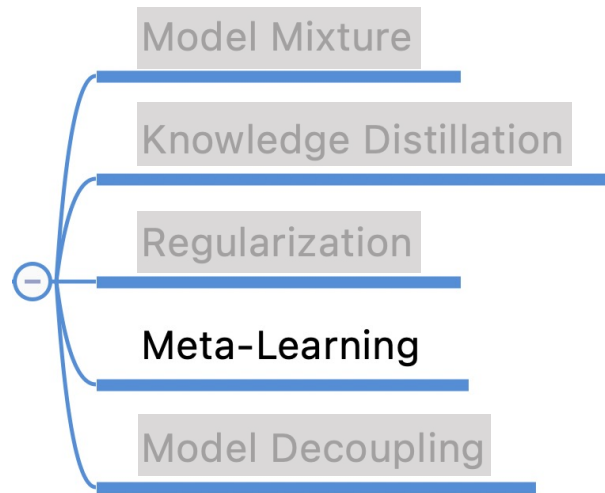 Model Mixture
Knowledge Distillation
Regularization
Meta-Learning
Model Decoupling